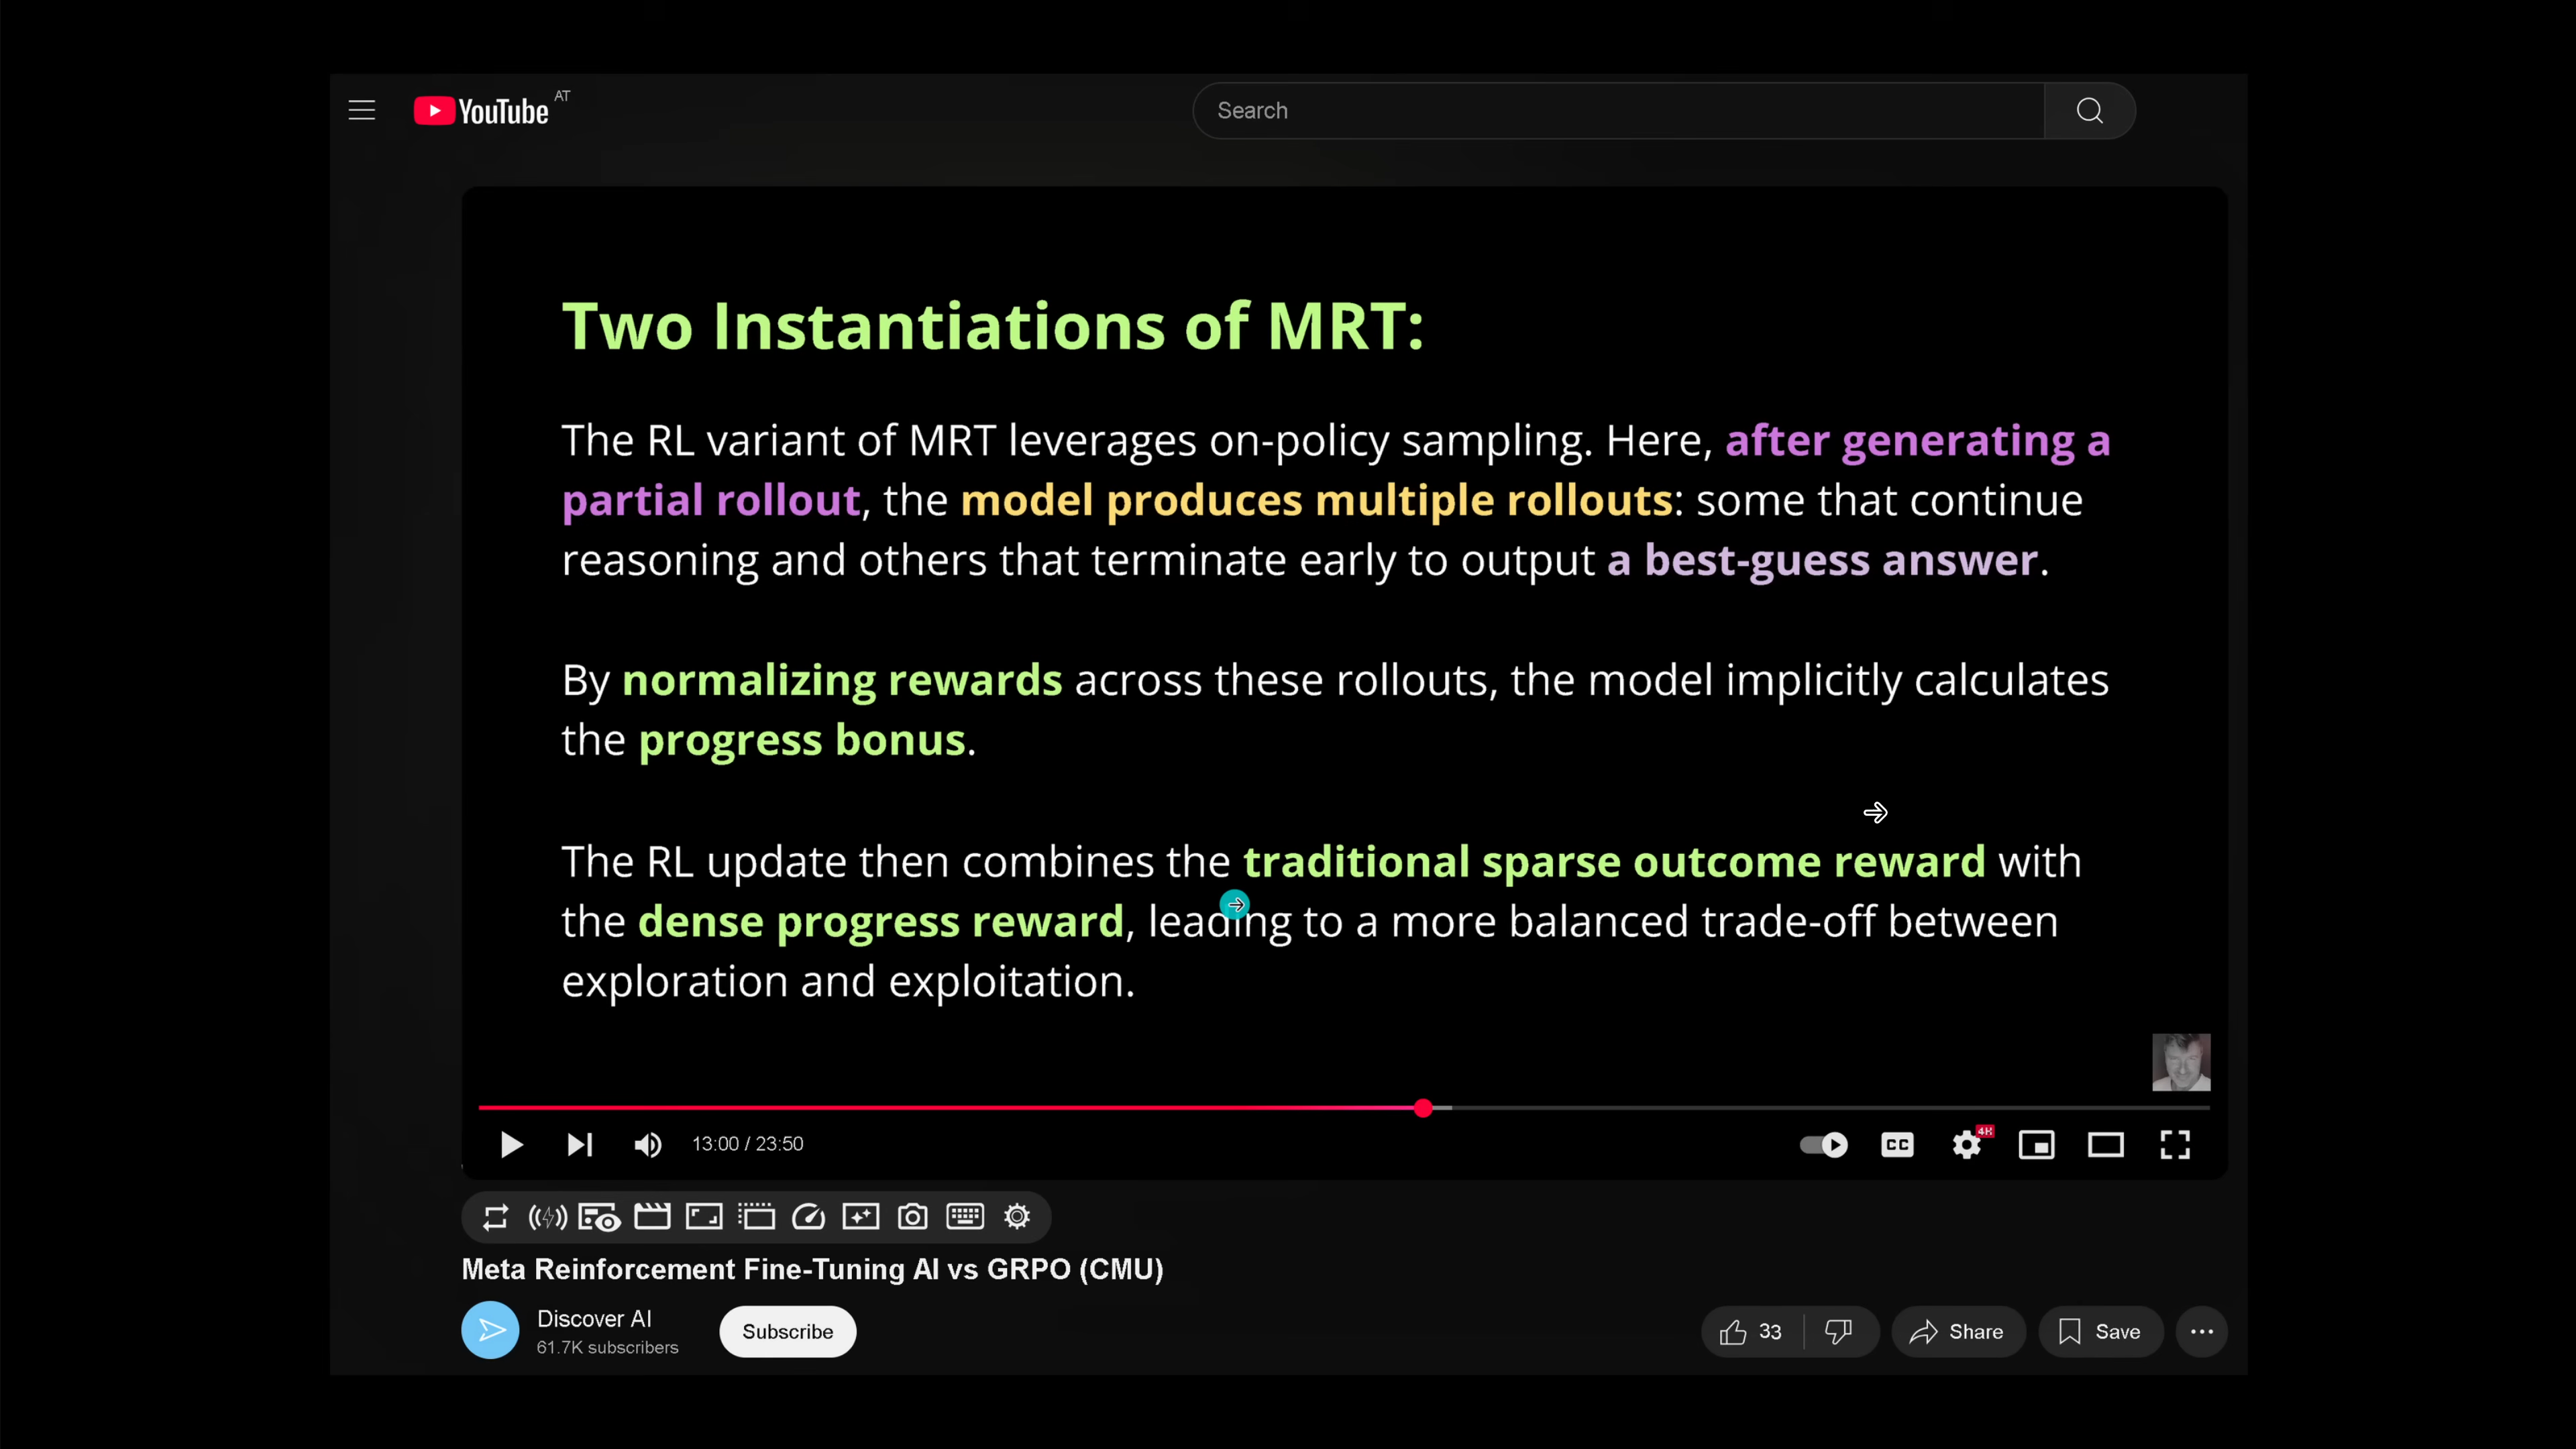 YouTube AT
Search
Two Instantiations of MRT:
The RL variant of MRT leverages on-policy sampling. Here, after generating a
partial rollout, the model produces multiple rollouts: some that continue
reasoning and others that terminate early to output a best-guess answer.
By normalizing rewards across these rollouts, the model implicitly calculates
the progress bonus.
The RL update then combines the traditional sparse outcome reward with
the dense progress reward, leading to a more balanced trade-off between
exploration and exploitation.
13:00 / 23:50
CC
4K
Meta Reinforcement Fine-Tuning AI vs GRPO (CMU)
Discover AI
61.7K subscribers
Subscribe
33
Share
Save